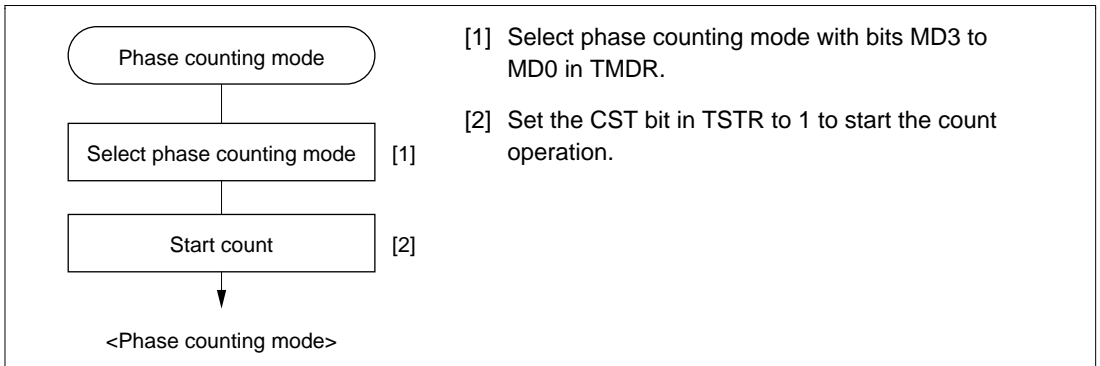 Phase counting mode
Select phase counting mode [1]
Start count [2]
<Phase counting mode>
[1] Select phase counting mode with bits MD3 to
MD0 in TMDR.
[2] Set the CST bit in TSTR to 1 to start the count
operation.